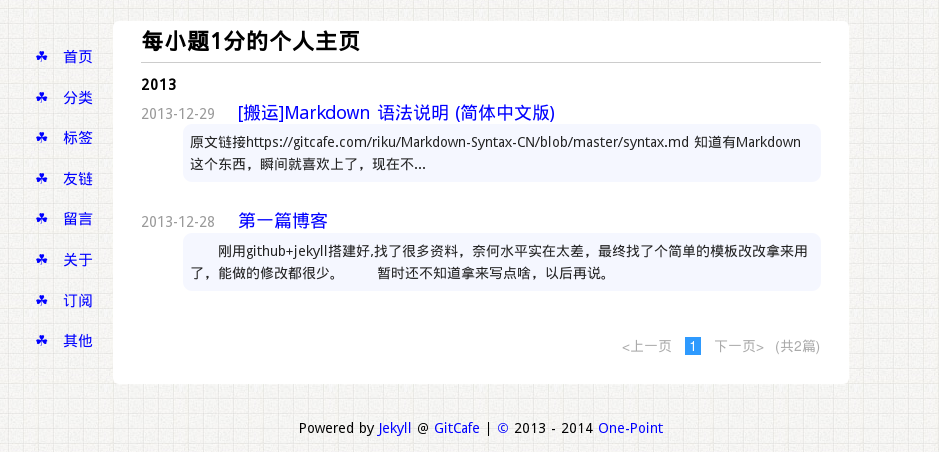 每小题1分的个人主页
☘ 首页
☘ 分类
☘ 标签
☘ 友链
☘ 留言
☘ 关于
☘ 订阅
☘ 其他
2013
2013-12-29 [搬运]Markdown 语法说明 (简体中文版)
原文链接https://gitcafe.com/riku/Markdown-Syntax-CN/blob/master/syntax.md 知道有Markdown
这个东西，瞬间就喜欢上了，现在不...
2013-12-28 第一篇博客
刚用github+jekyll搭建好,找了很多资料，奈何水平实在太差，最终找了个简单的模板改改拿来用
了，能做的修改都很少。 暂时还不知道拿来写点啥，以后再说。
<上一页 1 下一页> (共2篇)
Powered by Jekyll @ GitCafe | © 2013 - 2014 One-Point